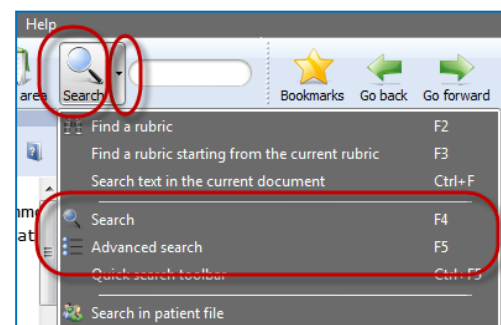 Help
area Search Bookmarks Go back Go forward
Find a rubric F2
Find a rubric starting from the current rubric F3
Search text in the current document Ctrl+F
Search F4
Advanced search F5
Quick search toolbar Ctrl+F5
Search in patient file